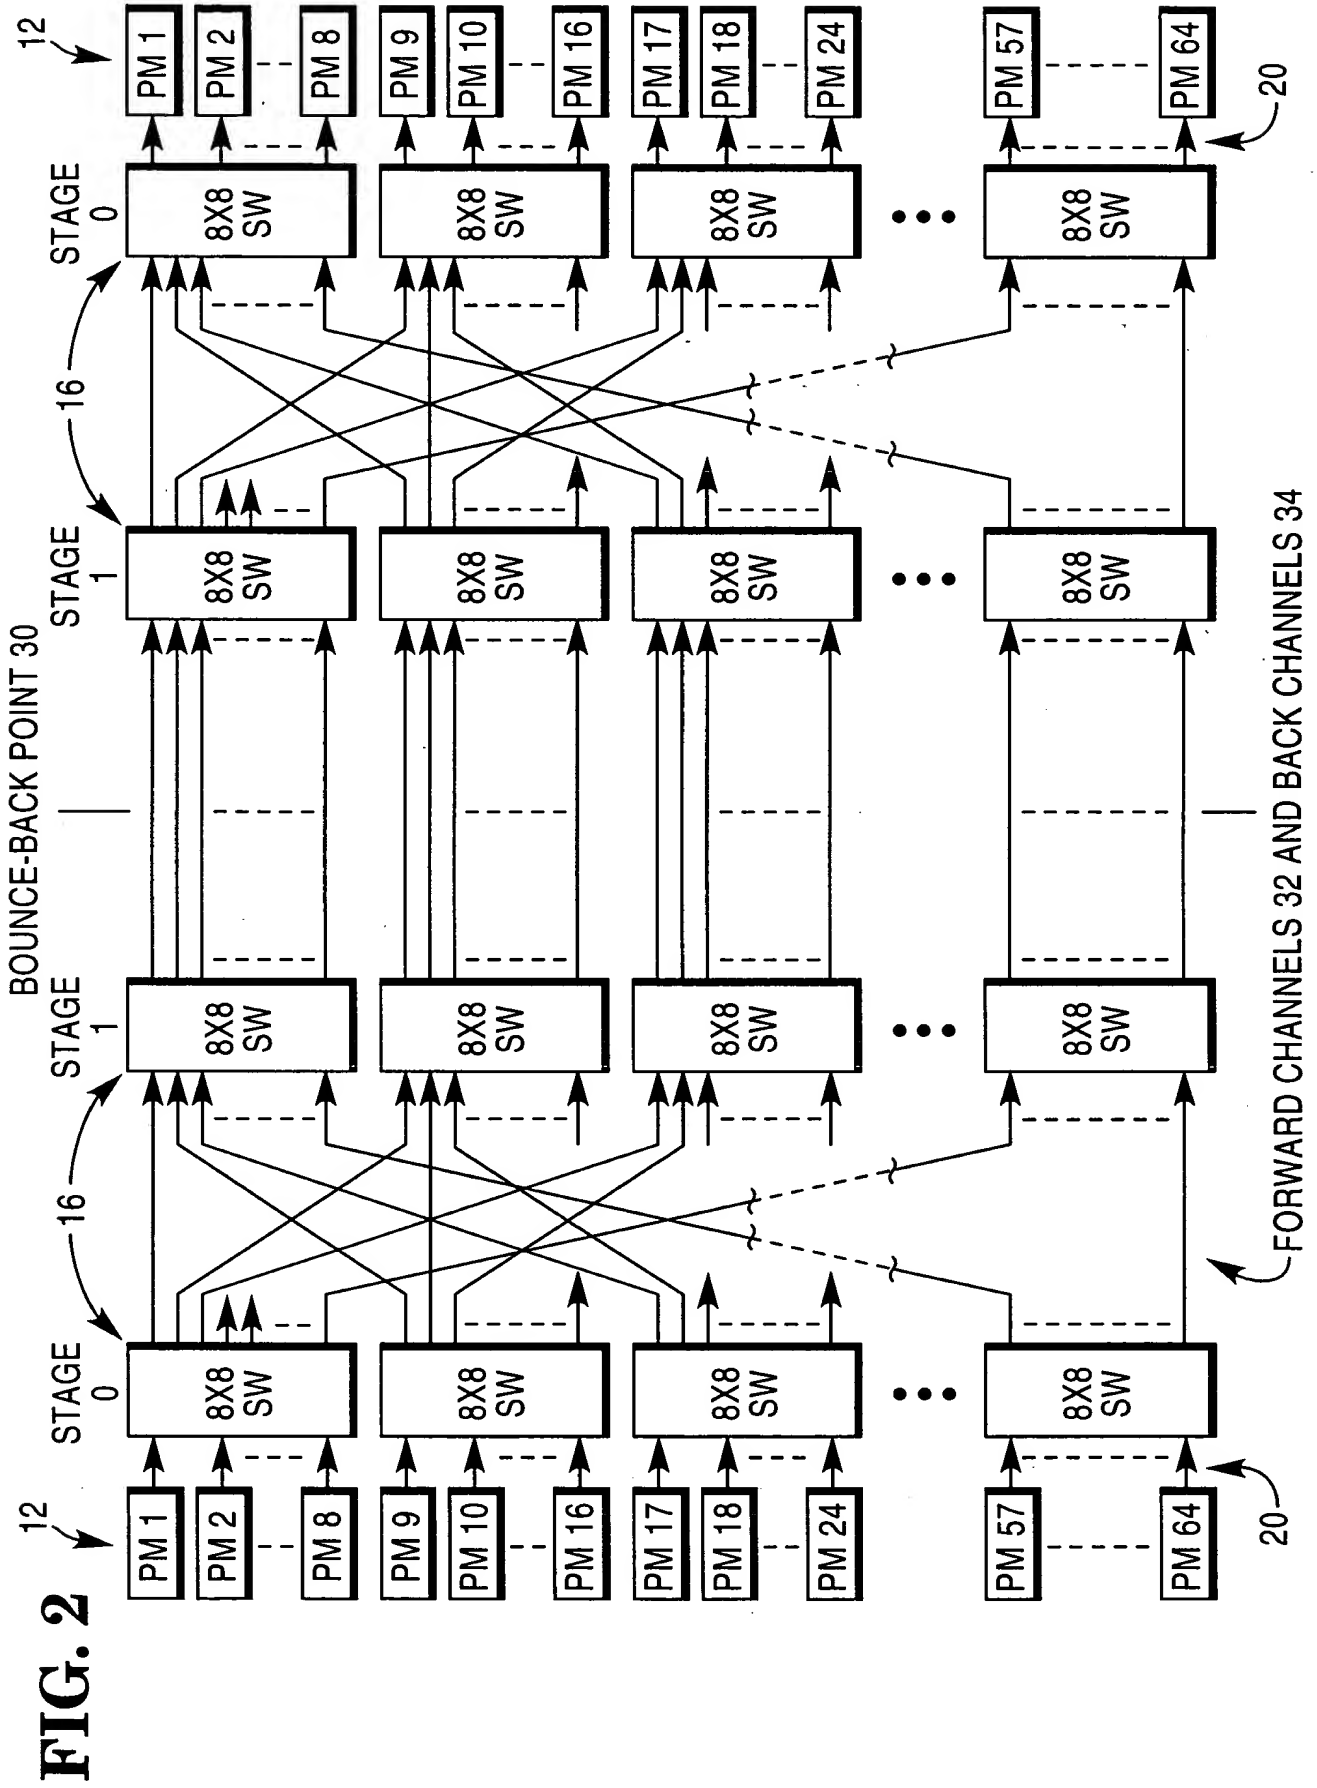 FIG. 2
BOUNCE-BACK POINT 30
12
STAGE
0
16
STAGE
1
STAGE
1
16
STAGE
0
12
PM 1
8X8
SW
8X8
SW
8X8
SW
8X8
SW
PM 1
PM 2
PM 2
PM 8
PM 8
PM 9
8X8
SW
8X8
SW
8X8
SW
8X8
SW
PM 9
PM 10
PM 10
PM 16
PM 16
PM 17
8X8
SW
8X8
SW
8X8
SW
8X8
SW
PM 17
PM 18
PM 18
PM 24
PM 24
PM 57
8X8
SW
8X8
SW
8X8
SW
8X8
SW
PM 57
PM 64
PM 64
20
20
FORWARD CHANNELS 32 AND BACK CHANNELS 34